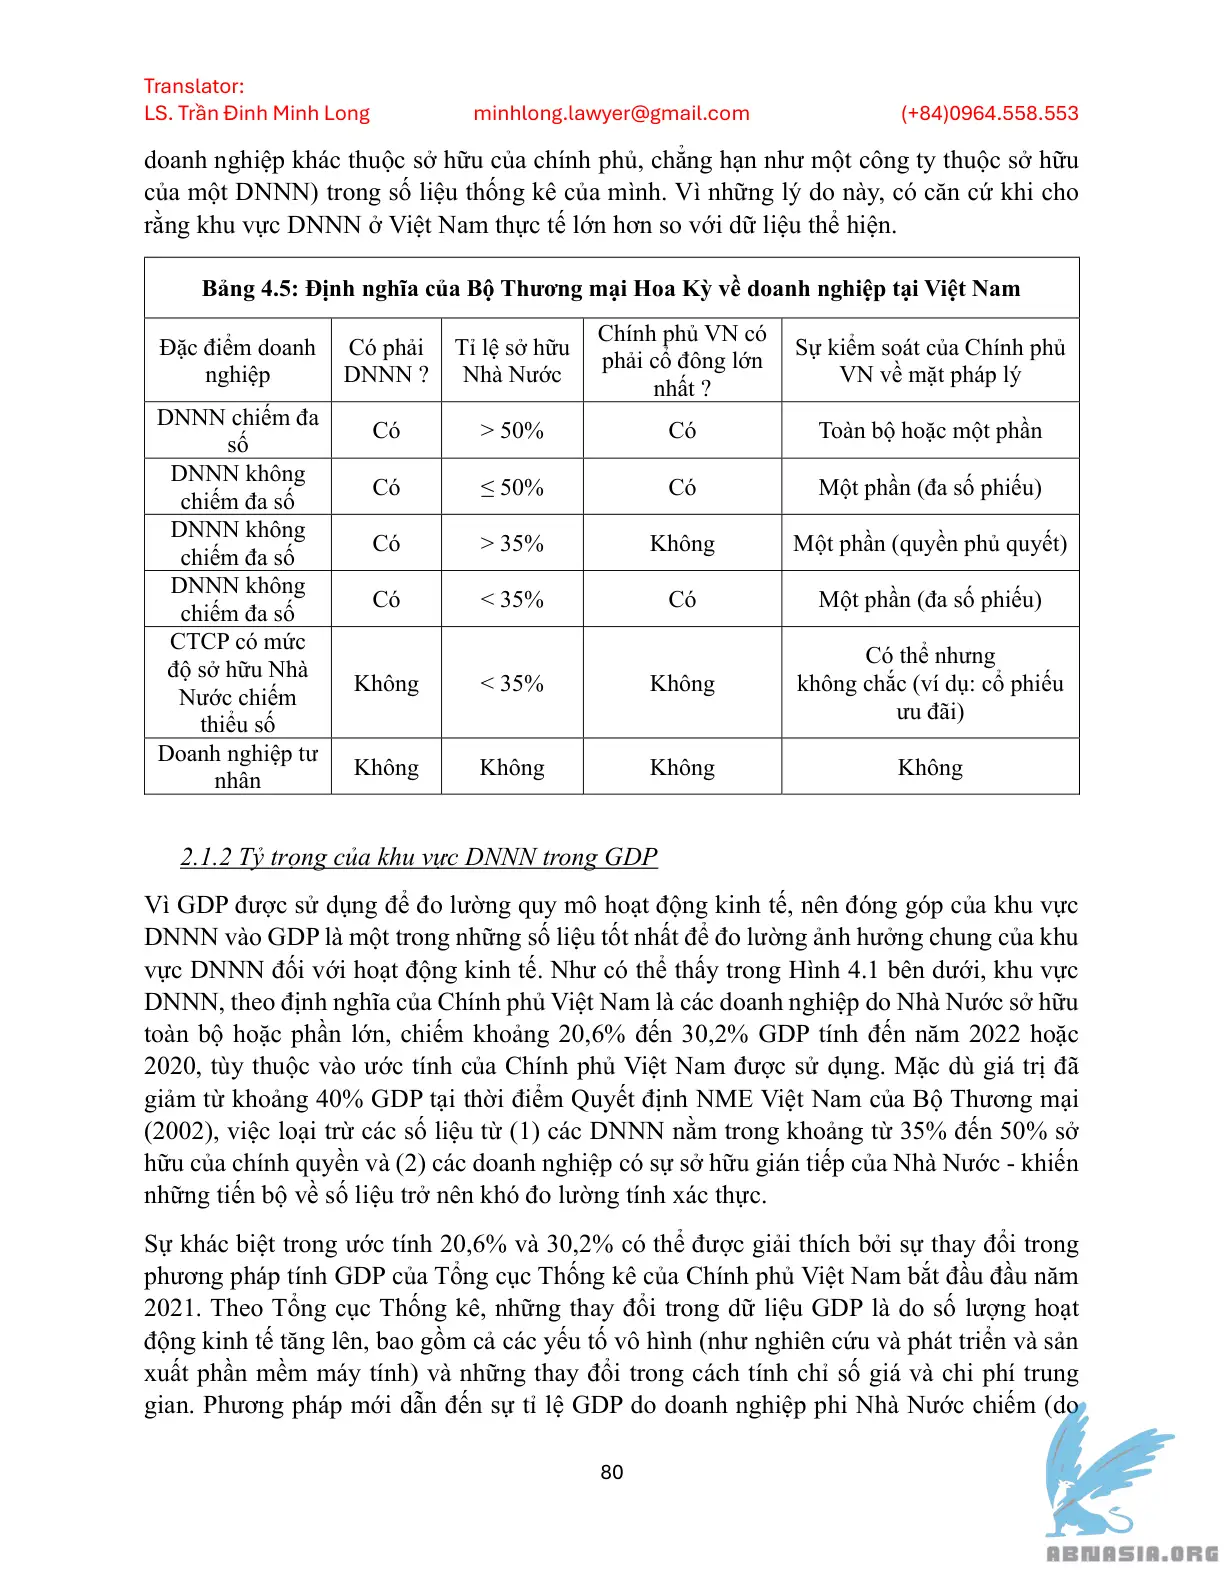 Translator:
LS. Trần Đinh Minh Long minhlong.lawyer@gmail.com (+84)0964.558.553
doanh nghiệp khác thuộc sở hữu của chính phủ, chẳng hạn như một công ty thuộc sở hữu
của một DNNN) trong số liệu thống kê của mình. Vì những lý do này, có căn cứ khi cho
rằng khu vực DNNN ở Việt Nam thực tế lớn hơn so với dữ liệu thể hiện.
Bảng 4.5: Định nghĩa của Bộ Thương mại Hoa Kỳ về doanh nghiệp tại Việt Nam
Đặc điểm doanh
nghiệp
Có phải
DNNN ?
Tỉ lệ sở hữu
Nhà Nước
Chính phủ VN có
phải cổ đông lớn
nhất ?
Sự kiểm soát của Chính phủ
VN về mặt pháp lý
DNNN chiếm đa
số
Có
> 50%
Có
Toàn bộ hoặc một phần
DNNN không
chiếm đa số
Có
≤ 50%
Có
Một phần (đa số phiếu)
DNNN không
chiếm đa số
Có
> 35%
Không
Một phần (quyền phủ quyết)
DNNN không
chiếm đa số
Có
< 35%
Có
Một phần (đa số phiếu)
CTCP có mức
độ sở hữu Nhà
Nước chiếm
thiểu số
Không
< 35%
Không
Có thể nhưng
không chắc (ví dụ: cổ phiếu
ưu đãi)
Doanh nghiệp tư
nhân
Không
Không
Không
Không
2.1.2 Tỷ trọng của khu vực DNNN trong GDP
Vì GDP được sử dụng để đo lường quy mô hoạt động kinh tế, nên đóng góp của khu vực
DNNN vào GDP là một trong những số liệu tốt nhất để đo lường ảnh hưởng chung của khu
vực DNNN đối với hoạt động kinh tế. Như có thể thấy trong Hình 4.1 bên dưới, khu vực
DNNN, theo định nghĩa của Chính phủ Việt Nam là các doanh nghiệp do Nhà Nước sở hữu
toàn bộ hoặc phần lớn, chiếm khoảng 20,6% đến 30,2% GDP tính đến năm 2022 hoặc
2020, tùy thuộc vào ước tính của Chính phủ Việt Nam được sử dụng. Mặc dù giá trị đã
giảm từ khoảng 40% GDP tại thời điểm Quyết định NME Việt Nam của Bộ Thương mại
(2002), việc loại trừ các số liệu từ (1) các DNNN nằm trong khoảng từ 35% đến 50% sở
hữu của chính quyền và (2) các doanh nghiệp có sự sở hữu gián tiếp của Nhà Nước - khiến
những tiến bộ về số liệu trở nên khó đo lường tính xác thực.
Sự khác biệt trong ước tính 20,6% và 30,2% có thể được giải thích bởi sự thay đổi trong
phương pháp tính GDP của Tổng cục Thống kê của Chính phủ Việt Nam bắt đầu đầu năm
2021. Theo Tổng cục Thống kê, những thay đổi trong dữ liệu GDP là do số lượng hoạt
động kinh tế tăng lên, bao gồm cả các yếu tố vô hình (như nghiên cứu và phát triển và sản
xuất phần mềm máy tính) và những thay đổi trong cách tính chỉ số giá và chi phí trung
gian. Phương pháp mới dẫn đến sự tỉ lệ GDP do doanh nghiệp phi Nhà Nước chiếm (do
80
ABNASIA.ORG